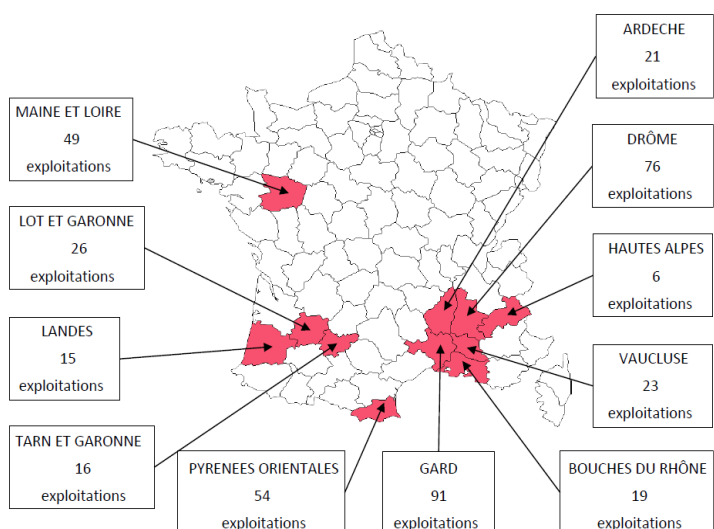 ARDECHE
21
exploitations
MAINE ET LOIRE
49
exploitations
DRÔME
76
exploitations
LOT ET GARONNE
26
exploitations
HAUTES ALPES
6
exploitations
LANDES
15
exploitations
VAUCLUSE
23
exploitations
TARN ET GARONNE
16
exploitations
PYRENEES ORIENTALES
54
exploitations
GARD
91
exploitations
BOUCHES DU RHÔNE
19
exploitations